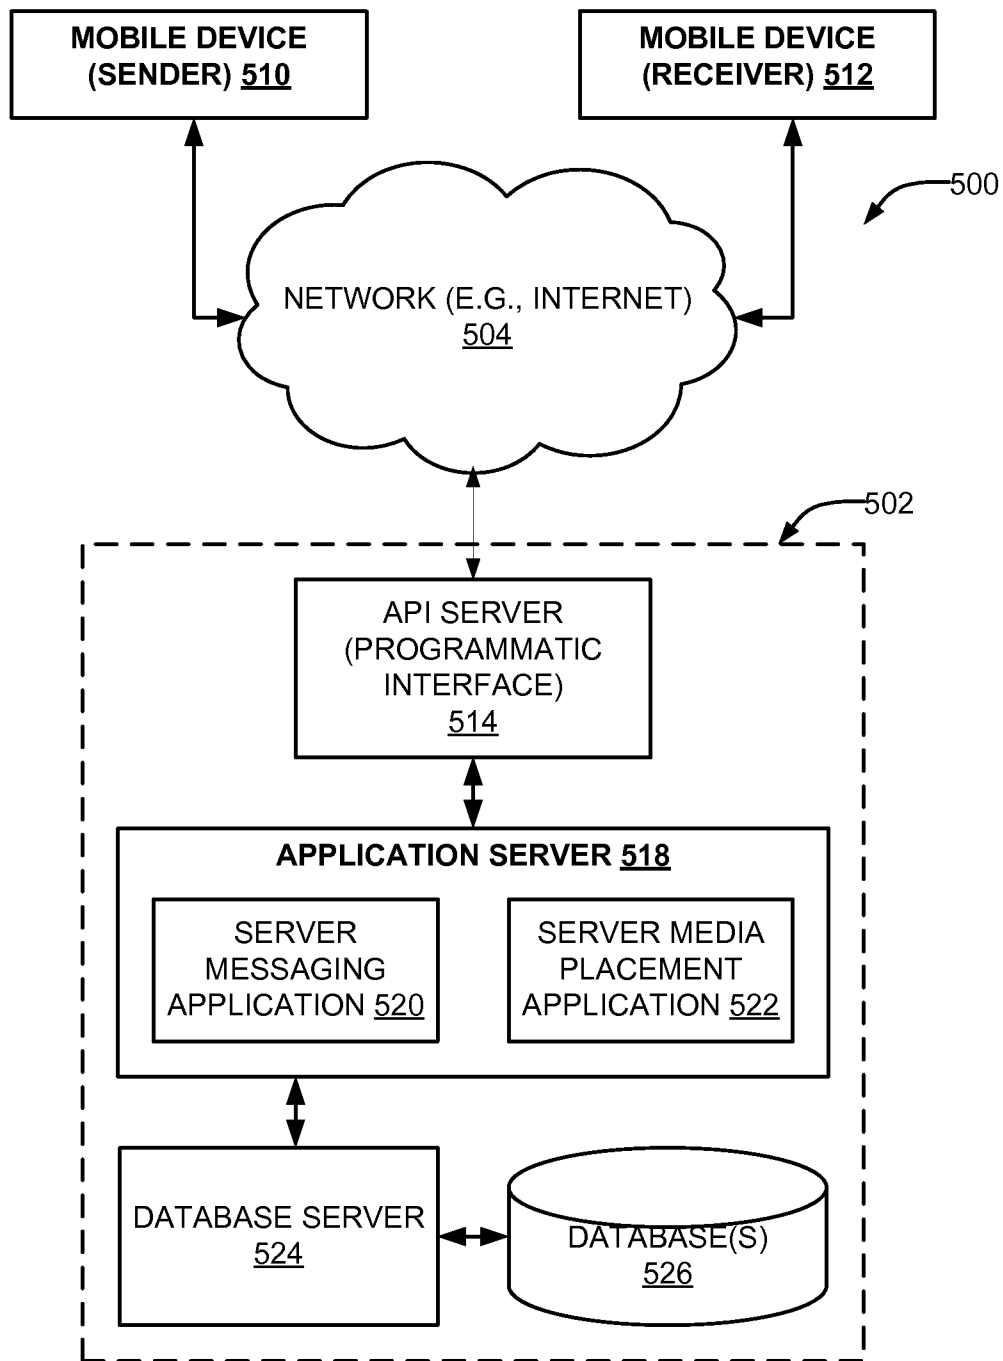 MOBILE DEVICE
(SENDER) 510
MOBILE DEVICE
(RECEIVER) 512
500
NETWORK (E.G., INTERNET)
504
502
API SERVER
(PROGRAMMATIC
INTERFACE)
514
APPLICATION SERVER 518
SERVER
MESSAGING
APPLICATION 520
SERVER MEDIA
PLACEMENT
APPLICATION 522
DATABASE SERVER
524
DATABASE(S)
526